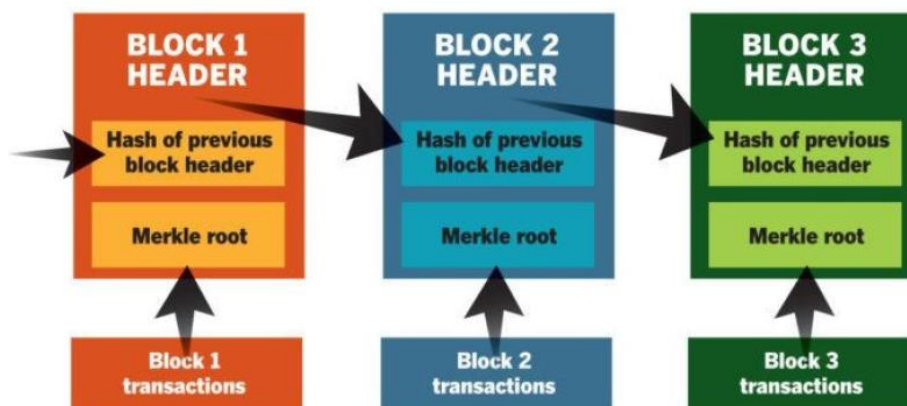 BLOCK 1
HEADER
Hash of previous
block header
Merkle root
Block 1
transactions
BLOCK 2
HEADER
Hash of previous
block header
Merkle root
Block 2
transactions
BLOCK 3
HEADER
Hash of previous
block header
Merkle root
Block 3
transactions